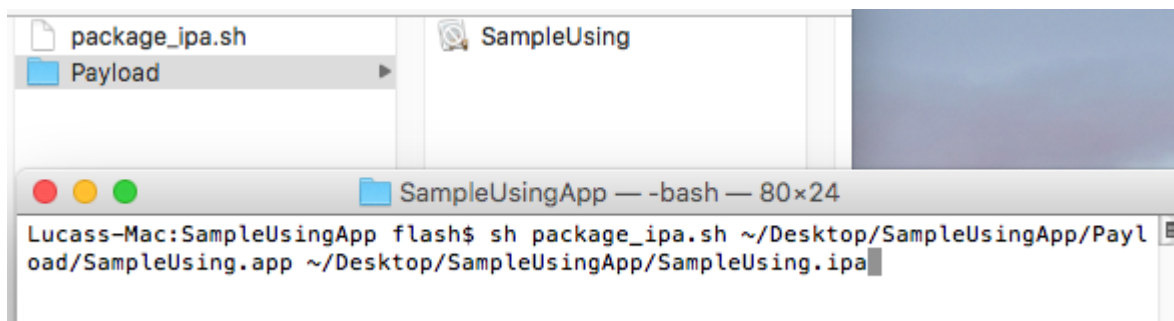 package_ipa.sh
SampleUsing
Payload
SampleUsingApp — -bash — 80×24
Lucass-Mac:SampleUsingApp flash$ sh package_ipa.sh ~/Desktop/SampleUsingApp/Payl
oad/SampleUsing.app ~/Desktop/SampleUsingApp/SampleUsing.ipa